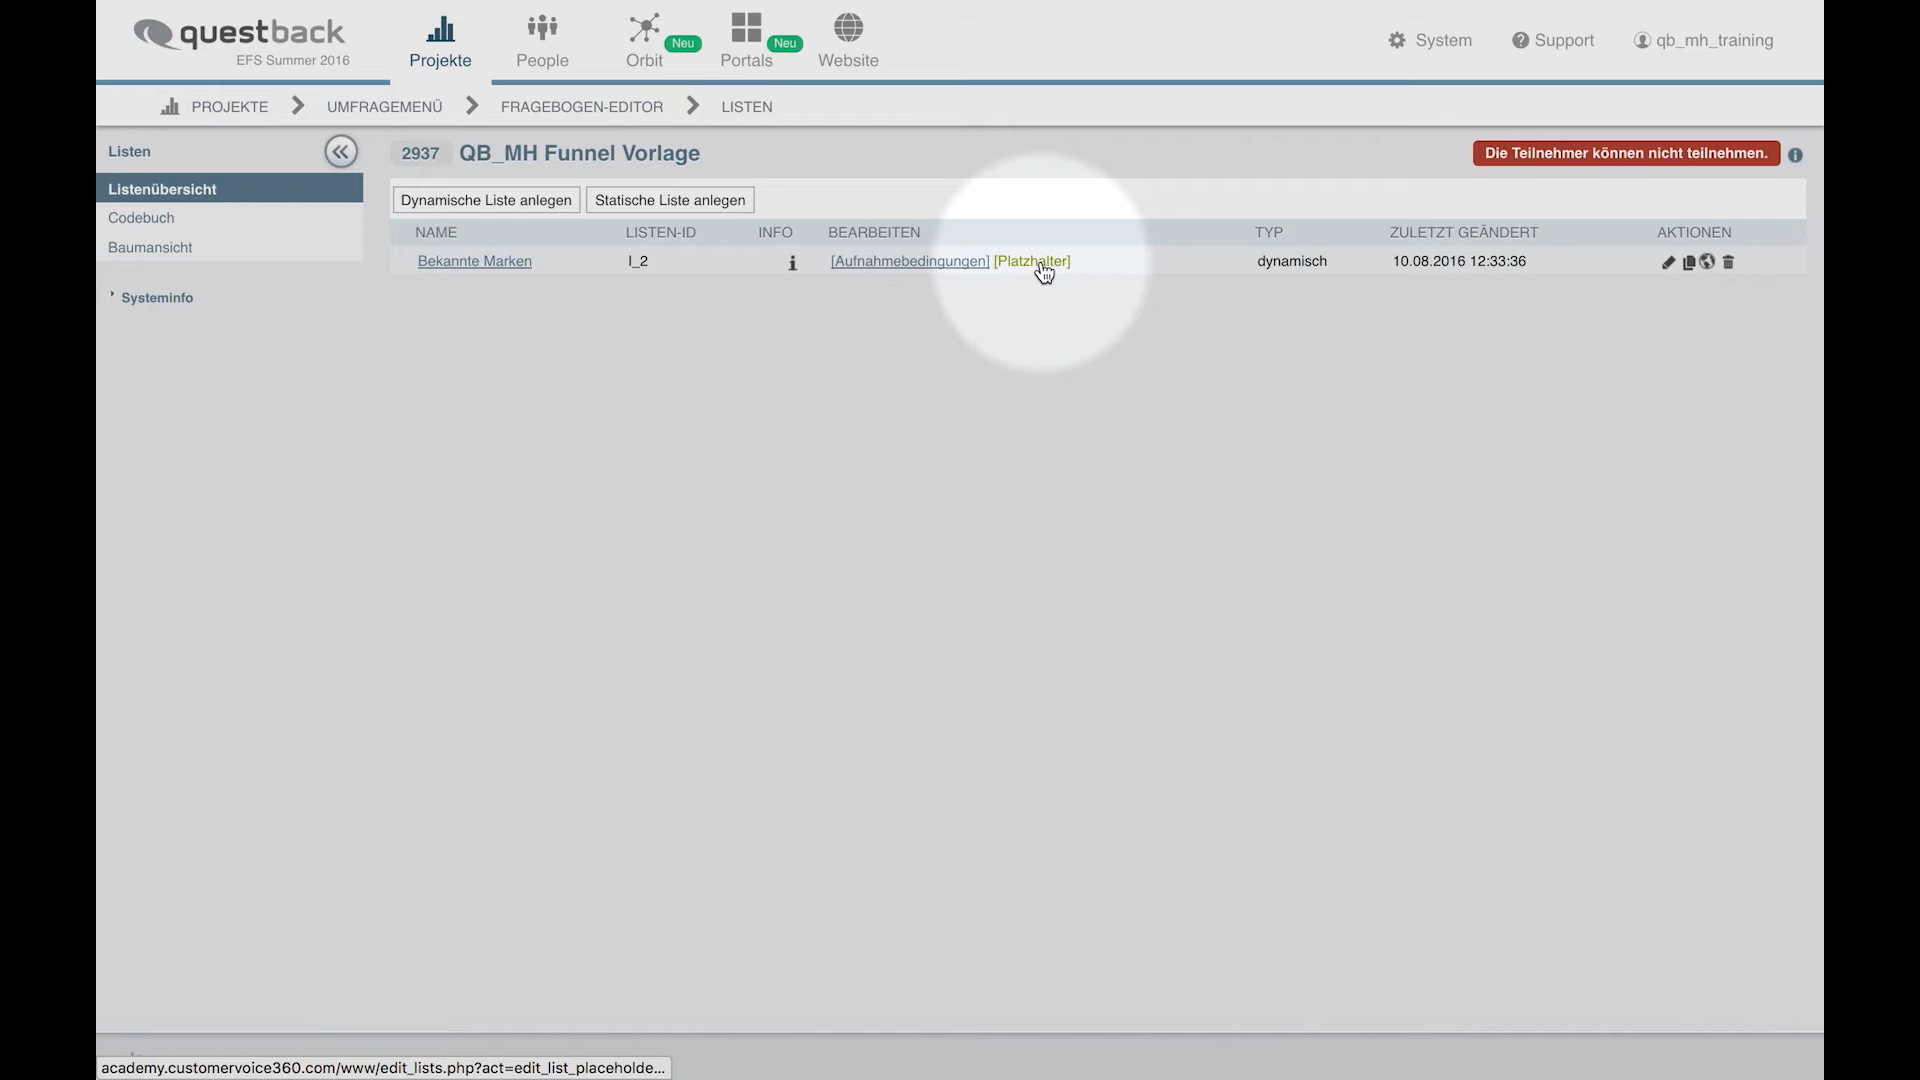 questback
EFS Summer 2016
Projekte
People
Orbit
Neu
Portals
Neu
Website
System
Support
qb_mh_training
PROJEKTE
UMFRAGEMENÜ
FRAGEBOGEN-EDITOR
LISTEN
Listen
Listenübersicht
Codebuch
Baumansicht
Systeminfo
2937 QB_MH Funnel Vorlage
Die Teilnehmer können nicht teilnehmen.
Dynamische Liste anlegen Statische Liste anlegen
NAME LISTEN-ID INFO BEARBEITEN TYP ZULETZT GEÄNDERT AKTIONEN
Bekannte Marken l_2 [Aufnahmebedingungen] [Platzhalter] dynamisch 10.08.2016 12:33:36
academy.customervoice360.com/www/edit_lists.php?act=edit_list_placeholde...